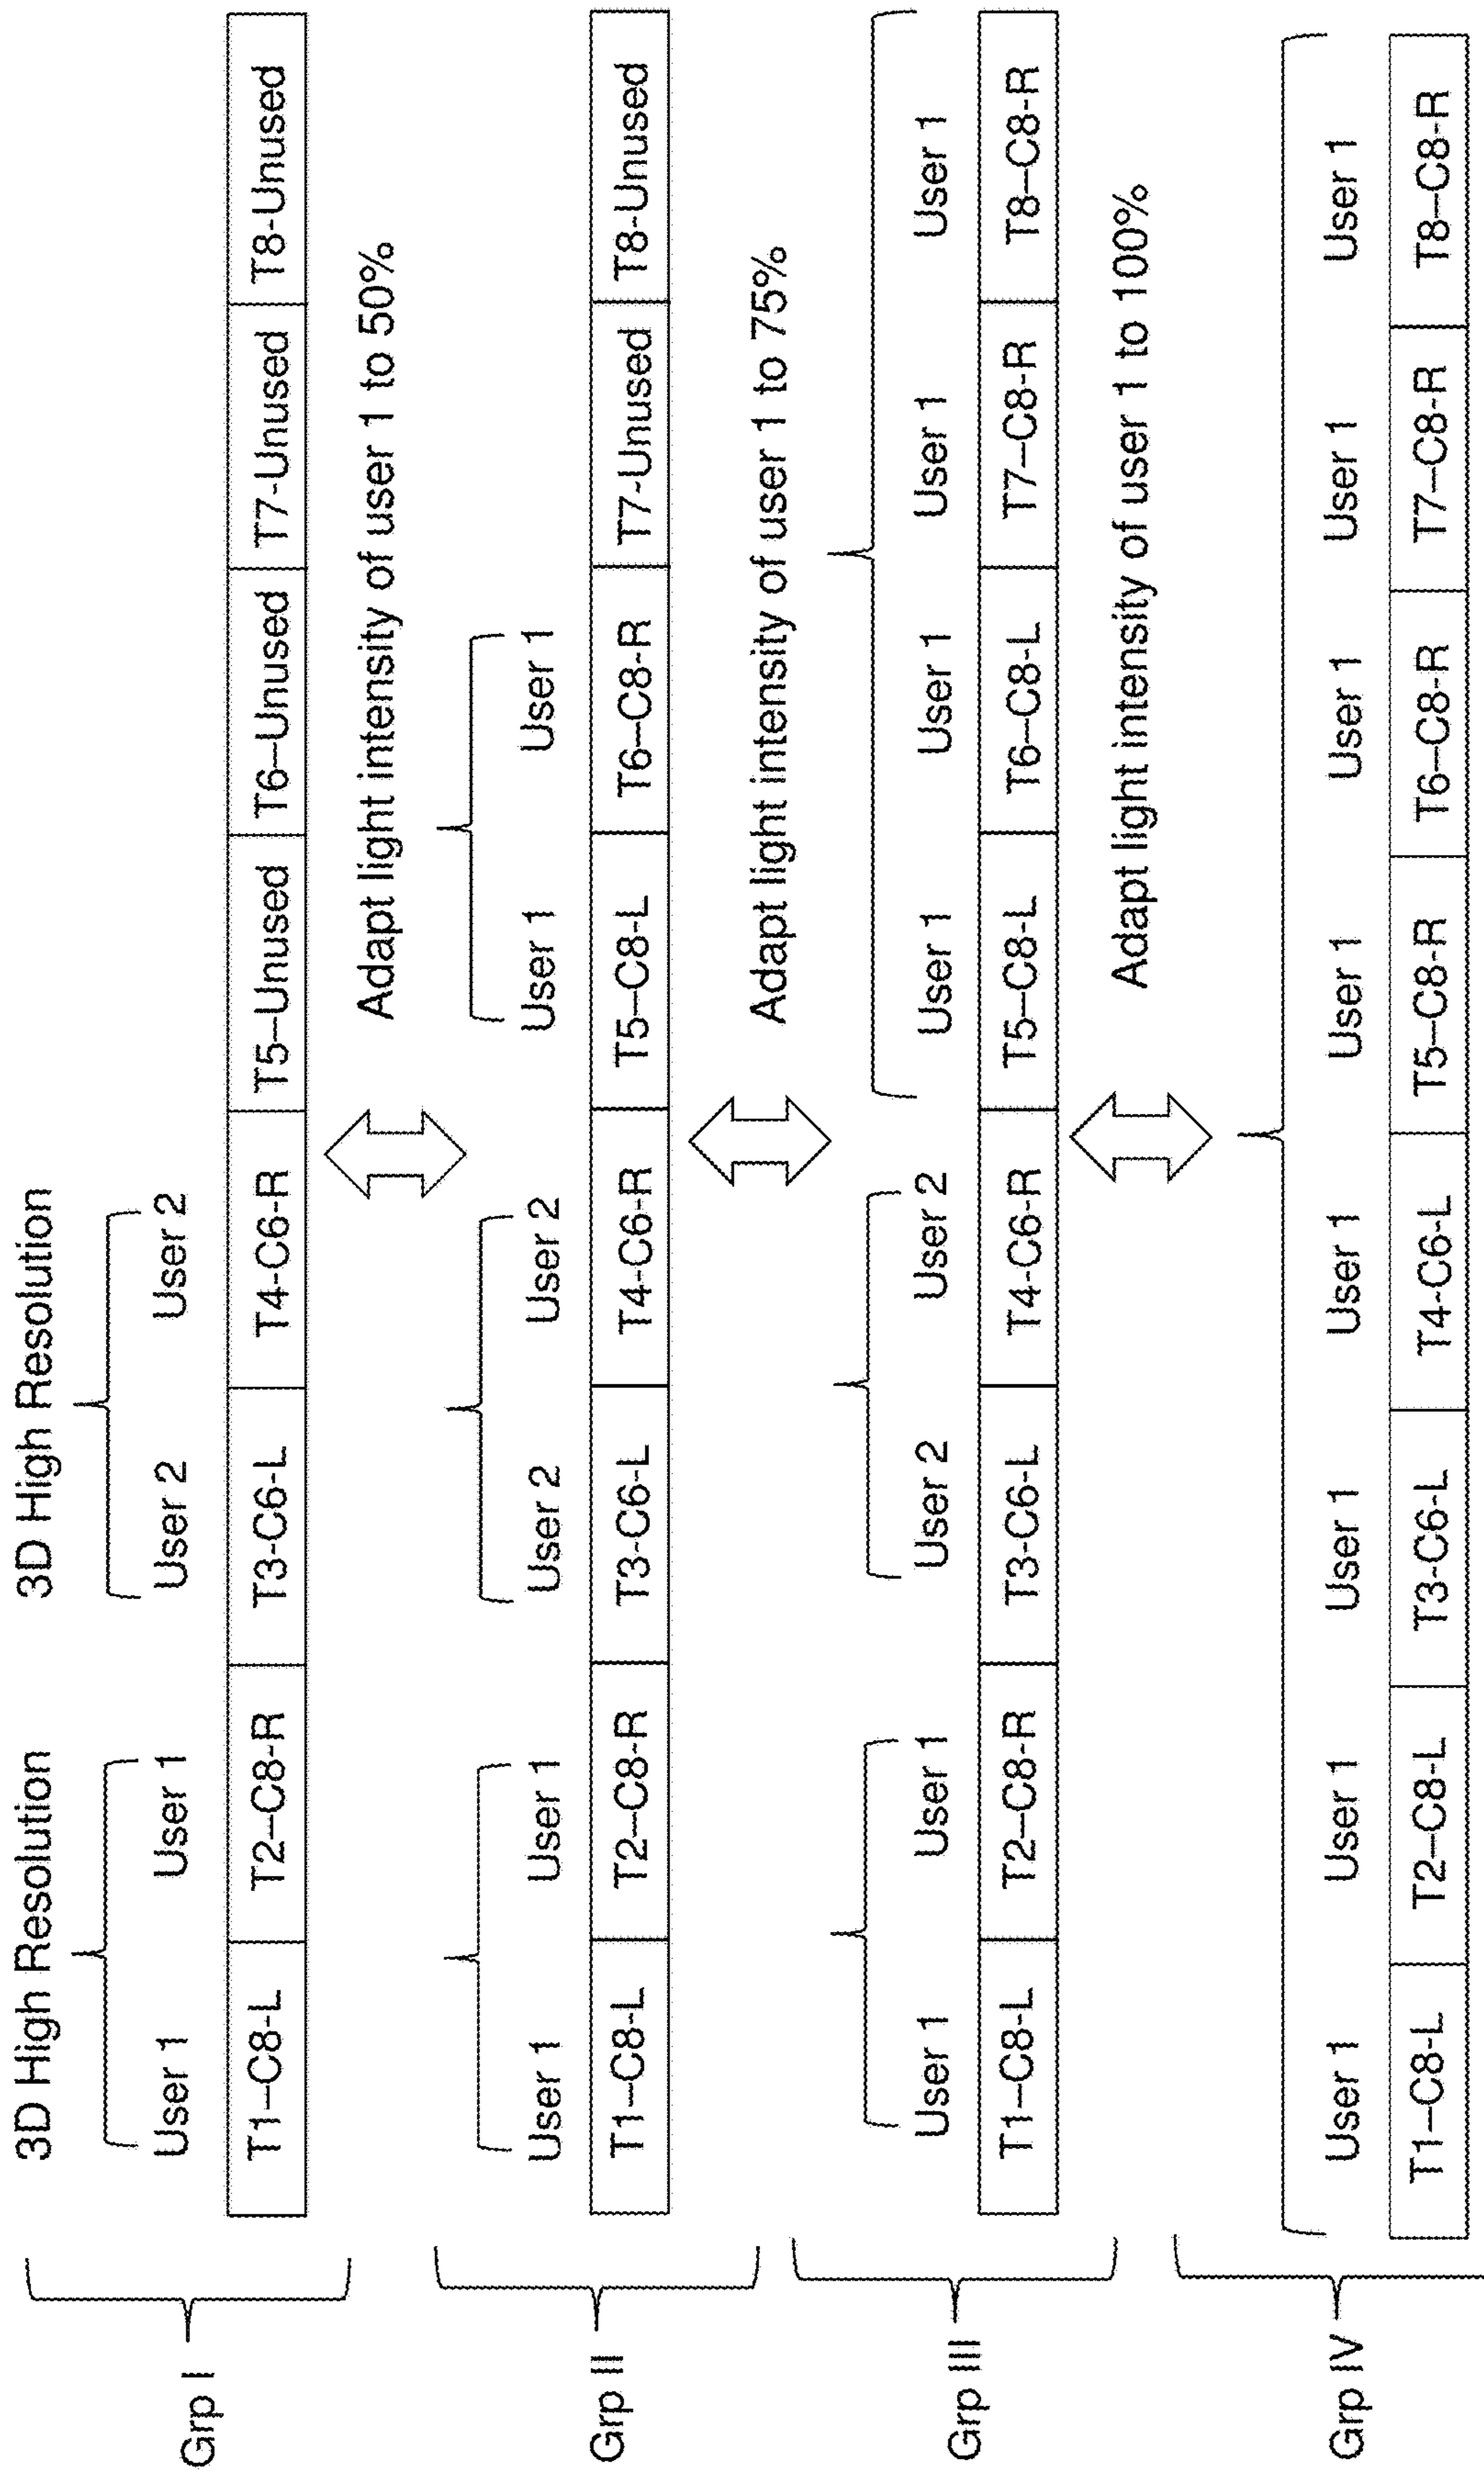 3D High Resolution 3D High Resolution
User 1 User 1 User 2 User 2
Grp I T1–C8-L T2–C8-R T3-C6-L T4-C6-R T5–Unused T6–Unused T7-Unused T8-Unused
Adapt light intensity of user 1 to 50%
User 1 User 1 User 2 User 2 User 1 User 1
Grp II T1–C8-L T2–C8-R T3-C6-L T4-C6-R T5–C8-L T6–C8-R T7-Unused T8-Unused
Adapt light intensity of user 1 to 75%
User 1 User 1 User 2 User 2 User 1 User 1 User 1 User 1
Grp III T1–C8-L T2–C8-R T3-C6-L T4-C6-R T5–C8-L T6–C8-L T7–C8-R T8–C8-R
Adapt light intensity of user 1 to 100%
User 1 User 1 User 1 User 1 User 1 User 1 User 1 User 1
Grp IV T1–C8-L T2–C8-L T3-C6-L T4-C6-L T5–C8-R T6–C8-R T7–C8-R T8–C8-R